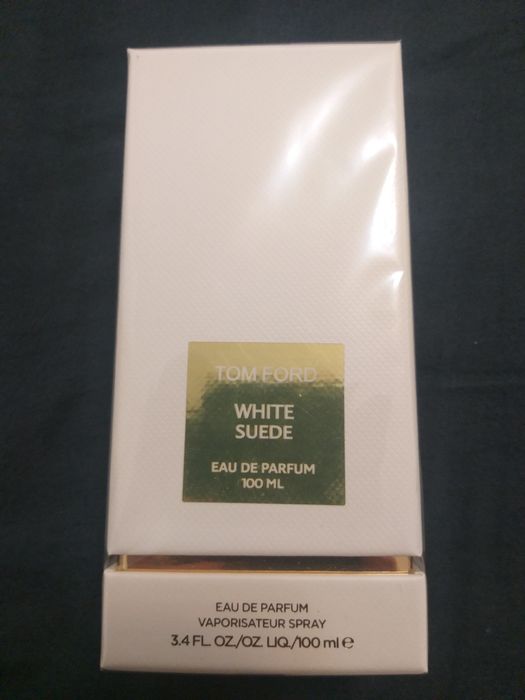 TOM FORD
WHITE
SUEDE
EAU DE PARFUM
100 ML
EAU DE PARFUM
VAPORISATEUR SPRAY
3.4 FL. OZ./OZ. LIQ./100 ml ℮